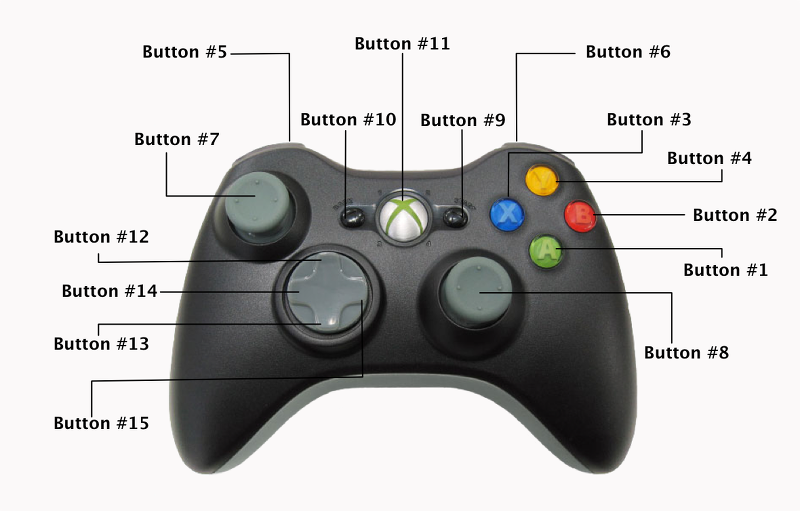 Button #11
Button #5
Button #6
Button #10
Button #9
Button #3
Button #7
Button #4
Y
X
B
Button #2
Button #12
A
Button #1
Button #14
Button #13
Button #8
Button #15